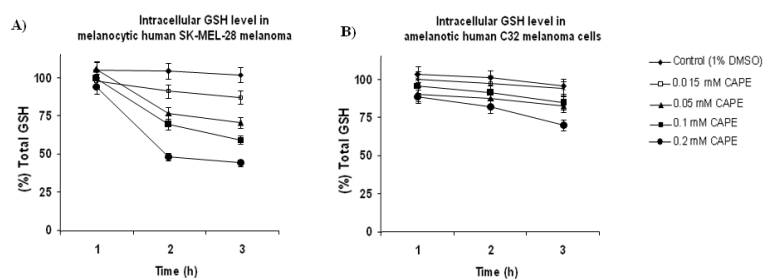 A)
Intracellular GSH level in
melanocytic human SK-MEL-28 melanoma
(%) Total GSH
100
75
50
25
0
1 2 3
Time (h)
B)
Intracellular GSH level in
amelanotic human C32 melanoma cells
(%) Total GSH
100
75
50
25
0
1 2 3
Time (h)
Control (1% DMSO)
0.015 mM CAPE
0.05 mM CAPE
0.1 mM CAPE
0.2 mM CAPE